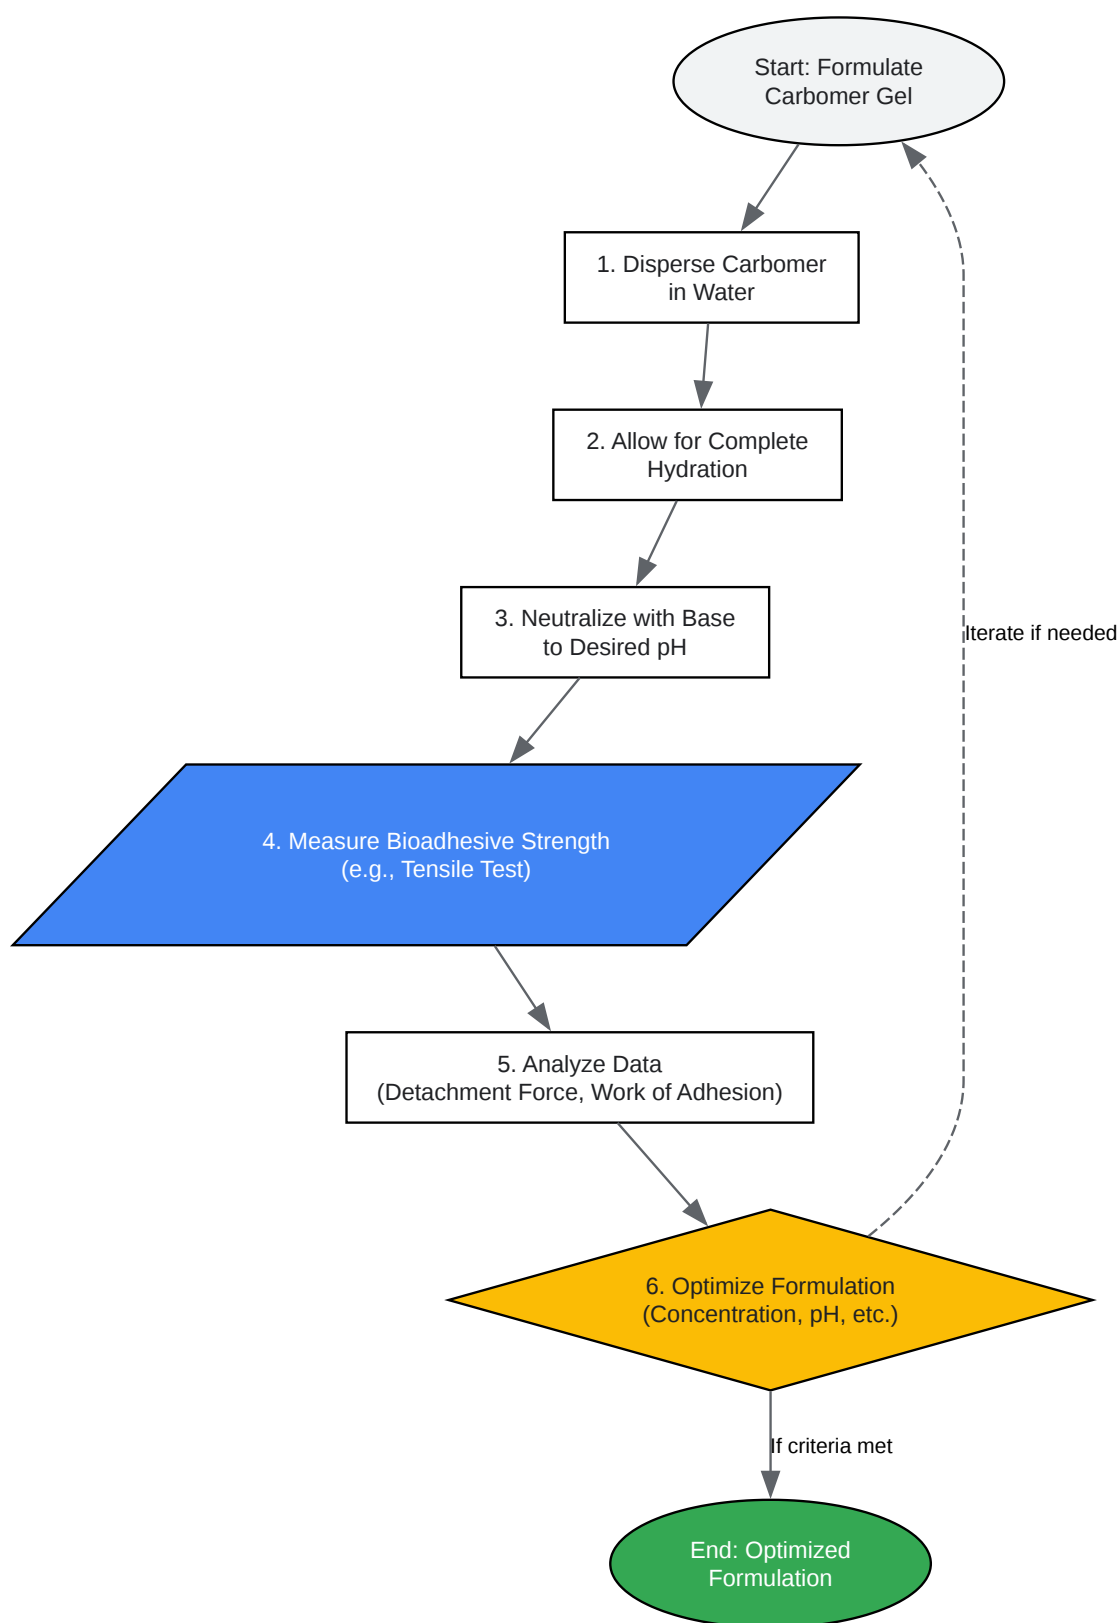 Start: Formulate
Carbomer Gel
1. Disperse Carbomer
in Water
2. Allow for Complete
Hydration
3. Neutralize with Base
to Desired pH
Iterate if needed
4. Measure Bioadhesive Strength
(e.g., Tensile Test)
5. Analyze Data
(Detachment Force, Work of Adhesion)
6. Optimize Formulation
(Concentration, pH, etc.)
If criteria met
End: Optimized
Formulation